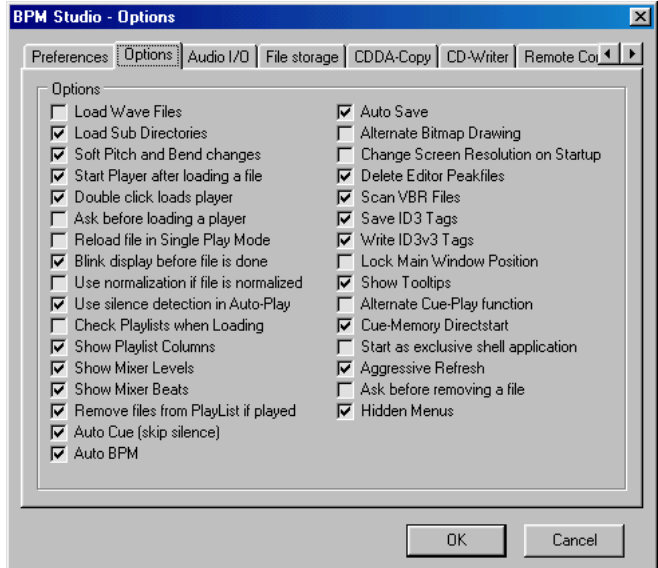 BPM Studio - Options
Preferences
Options
Audio I/O
File storage
CDDA-Copy
CD-Writer
Remote Co
Options
Load Wave Files
Load Sub Directories
Soft Pitch and Bend changes
Start Player after loading a file
Double click loads player
Ask before loading a player
Reload file in Single Play Mode
Blink display before file is done
Use normalization if file is normalized
Use silence detection in Auto-Play
Check Playlists when Loading
Show Playlist Columns
Show Mixer Levels
Show Mixer Beats
Remove files from PlayList if played
Auto Cue (skip silence)
Auto BPM
Auto Save
Alternate Bitmap Drawing
Change Screen Resolution on Startup
Delete Editor Peakfiles
Scan VBR Files
Save ID3 Tags
Write ID3v3 Tags
Lock Main Window Position
Show Tooltips
Alternate Cue-Play function
Cue-Memory Directstart
Start as exclusive shell application
Aggressive Refresh
Ask before removing a file
Hidden Menus
OK
Cancel